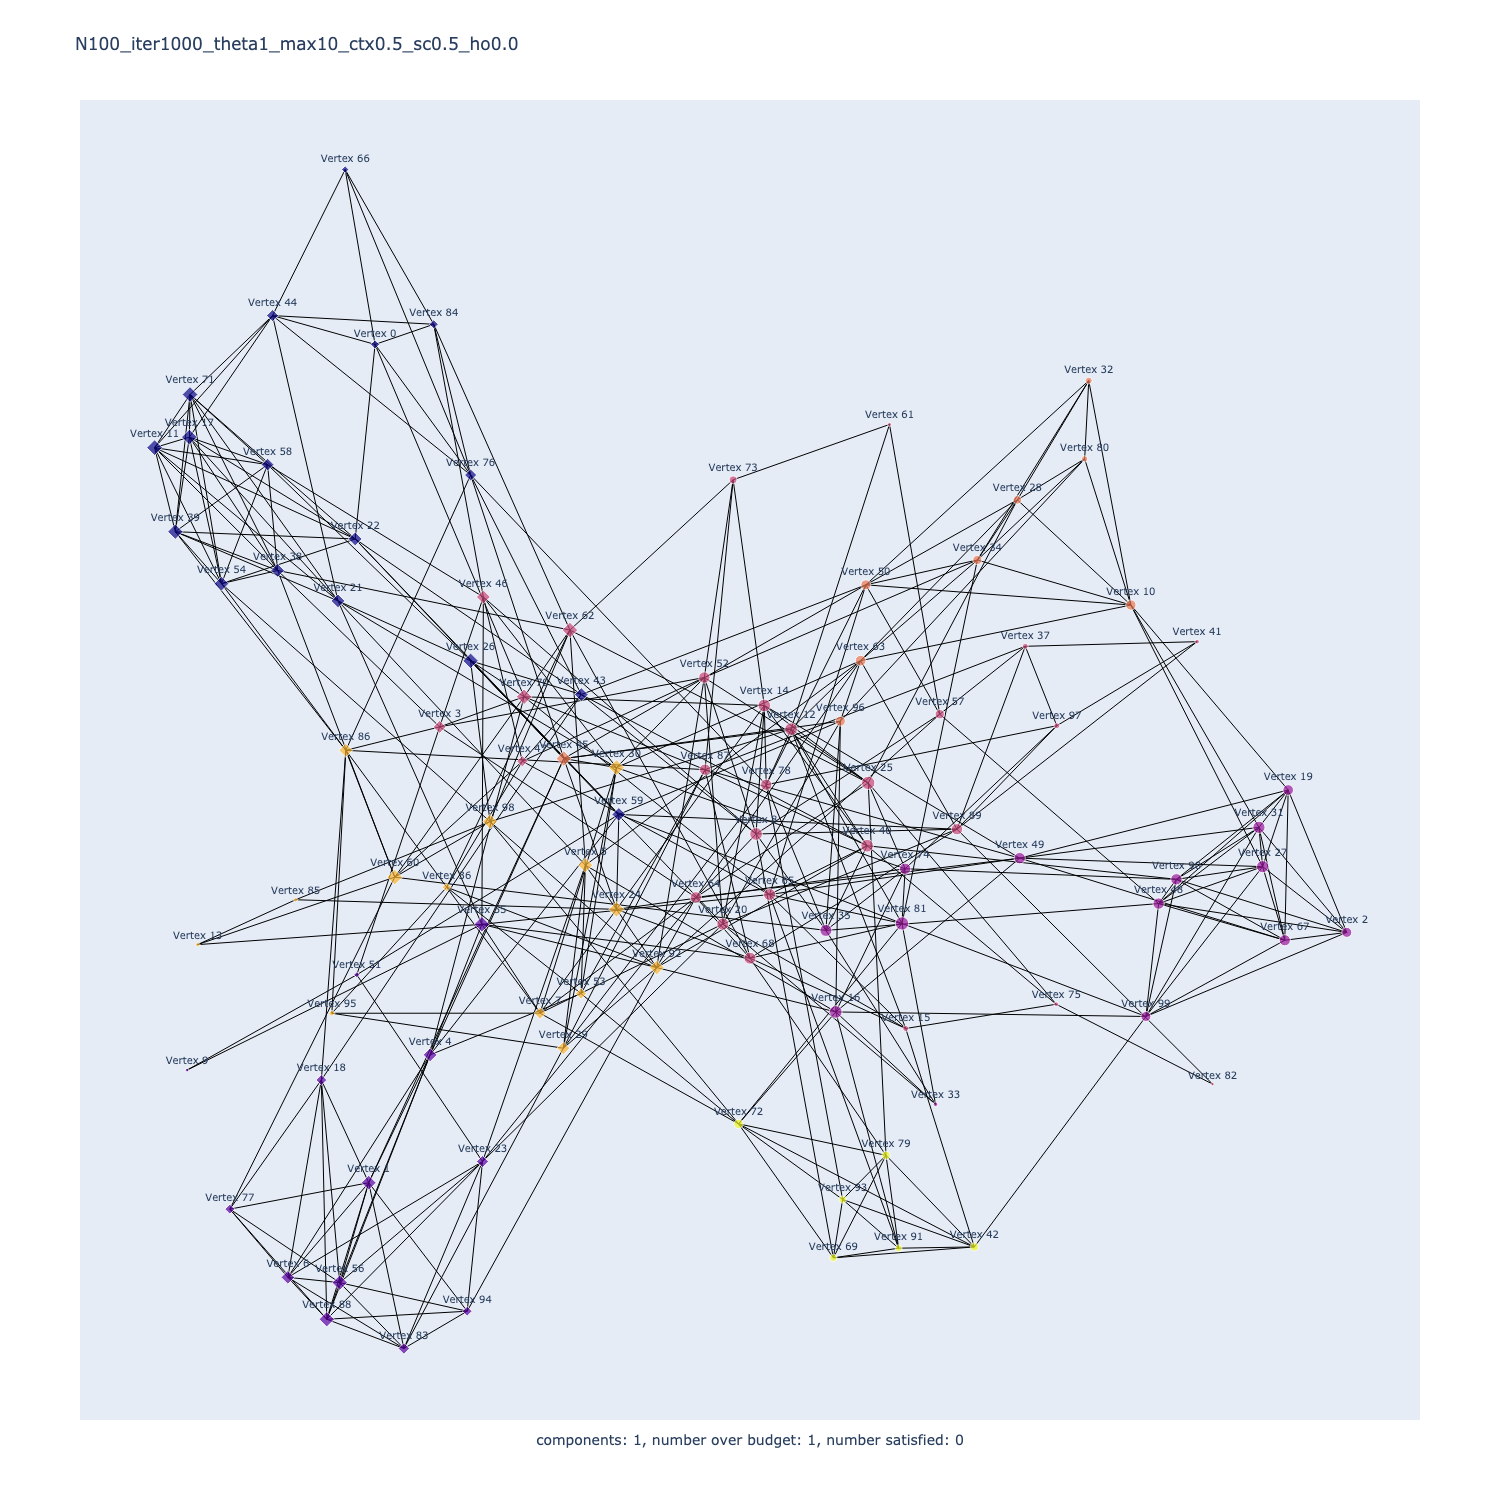 N100_iter1000_theta1_max10_ctx0.5_sc0.5_ho0.0
Vertex 66
Vertex 44
Vertex 84
Vertex 0
Vertex 32
Vertex 71
Vertex 61
Vertex 17
Vertex 11
Vertex 58
Vertex 80
Vertex 76
Vertex 73
Vertex 28
Vertex 39
Vertex 22
Vertex 34
Vertex 38
Vertex 54
Vertex 50
Vertex 46
Vertex 21
Vertex 10
Vertex 62
Vertex 41
Vertex 37
Vertex 26
Vertex 63
Vertex 52
Vertex 43
Vertex 14
Vertex 57
Vertex 96
Vertex 3
Vertex 12
Vertex 97
Vertex 86
Vertex 30
Vertex 87
Vertex 25
Vertex 78
Vertex 19
Vertex 59
Vertex 98
Vertex 31
Vertex 89
Vertex 40
Vertex 49
Vertex 27
Vertex 60
Vertex 74
Vertex 85
Vertex 64
Vertex 48
Vertex 24
Vertex 20
Vertex 81
Vertex 35
Vertex 2
Vertex 67
Vertex 13
Vertex 68
Vertex 92
Vertex 51
Vertex 53
Vertex 95
Vertex 7
Vertex 16
Vertex 75
Vertex 99
Vertex 15
Vertex 29
Vertex 4
Vertex 9
Vertex 18
Vertex 82
Vertex 33
Vertex 72
Vertex 79
Vertex 23
Vertex 1
Vertex 77
Vertex 93
Vertex 42
Vertex 91
Vertex 69
Vertex 6
Vertex 56
Vertex 88
Vertex 94
Vertex 83
components: 1, number over budget: 1, number satisfied: 0